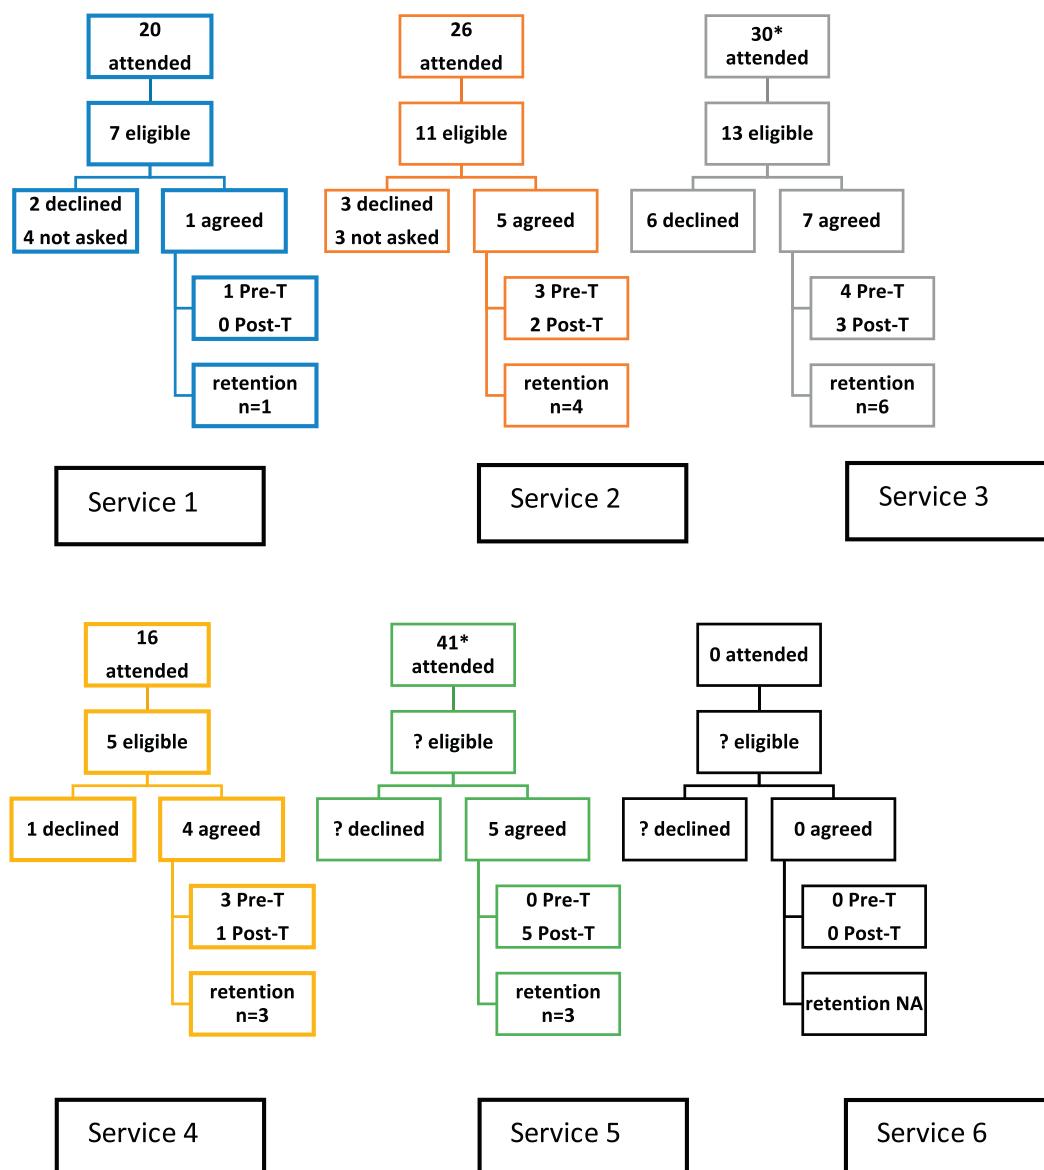 20
attended
7 eligible
2 declined
4 not asked
1 agreed
1 Pre-T
0 Post-T
retention
n=1
Service 1
26
attended
11 eligible
3 declined
3 not asked
5 agreed
3 Pre-T
2 Post-T
retention
n=4
Service 2
30*
attended
13 eligible
6 declined
7 agreed
4 Pre-T
3 Post-T
retention
n=6
Service 3
16
attended
5 eligible
1 declined
4 agreed
3 Pre-T
1 Post-T
retention
n=3
Service 4
41*
attended
? eligible
? declined
5 agreed
0 Pre-T
5 Post-T
retention
n=3
Service 5
0 attended
? eligible
? declined
0 agreed
0 Pre-T
0 Post-T
retention NA
Service 6